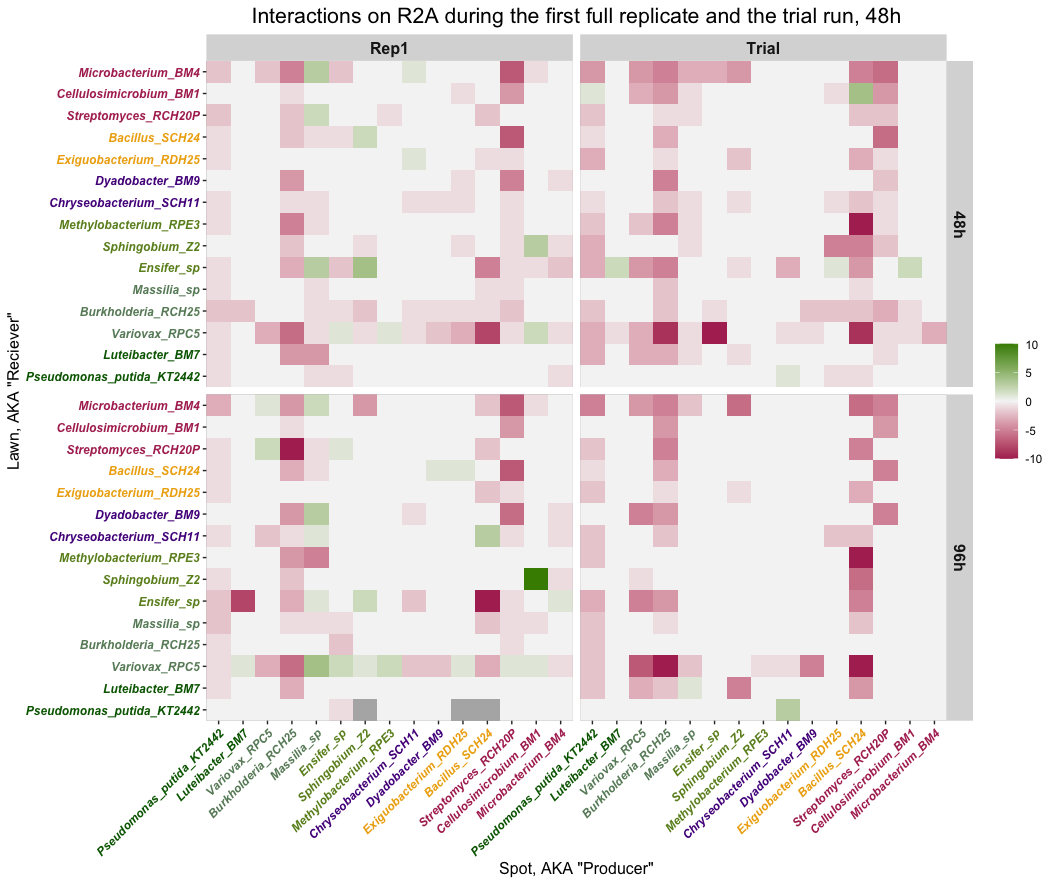 Interactions on R2A during the first full replicate and the trial run, 48h
Rep1
Trial
Microbacterium_BM4
Cellulosimicrobium_BM1
Streptomyces_RCH20P
Bacillus_SCH24
Exiguobacterium_RDH25
Dyadobacter_BM9
Chryseobacterium_SCH11
Methylobacterium_RPE3
Sphingobium_Z2
Ensifer_sp
Massilia_sp
Burkholderia_RCH25
Variovax_RPC5
Luteibacter_BM7
Pseudomonas_putida_KT2442
48h
Microbacterium_BM4
Cellulosimicrobium_BM1
Streptomyces_RCH20P
Bacillus_SCH24
Exiguobacterium_RDH25
Dyadobacter_BM9
Chryseobacterium_SCH11
Methylobacterium_RPE3
Sphingobium_Z2
Ensifer_sp
Massilia_sp
Burkholderia_RCH25
Variovax_RPC5
Luteibacter_BM7
Pseudomonas_putida_KT2442
96h
Lawn, AKA "Reciever"
10
5
0
-5
-10
Pseudomonas_putida_KT2442
Luteibacter_BM7
Variovax_RPC5
Burkholderia_RCH25
Massilia_sp
Ensifer_sp
Sphingobium_Z2
Methylobacterium_RPE3
Chryseobacterium_SCH11
Dyadobacter_BM9
Exiguobacterium_RDH25
Bacillus_SCH24
Streptomyces_RCH20P
Cellulosimicrobium_BM1
Microbacterium_BM4
Pseudomonas_putida_KT2442
Luteibacter_BM7
Variovax_RPC5
Burkholderia_RCH25
Massilia_sp
Ensifer_sp
Sphingobium_Z2
Methylobacterium_RPE3
Chryseobacterium_SCH11
Dyadobacter_BM9
Exiguobacterium_RDH25
Bacillus_SCH24
Streptomyces_RCH20P
Cellulosimicrobium_BM1
Microbacterium_BM4
Spot, AKA "Producer"